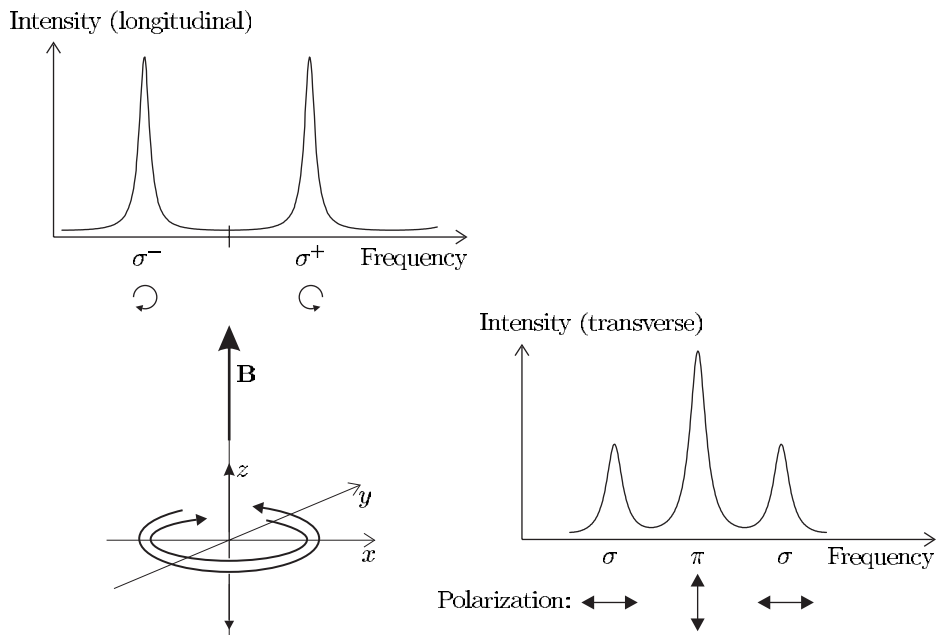 Intensity (longitudinal)
σ⁻ σ⁺ Frequency
B
z
y
x
Intensity (transverse)
σ π σ Frequency
Polarization: